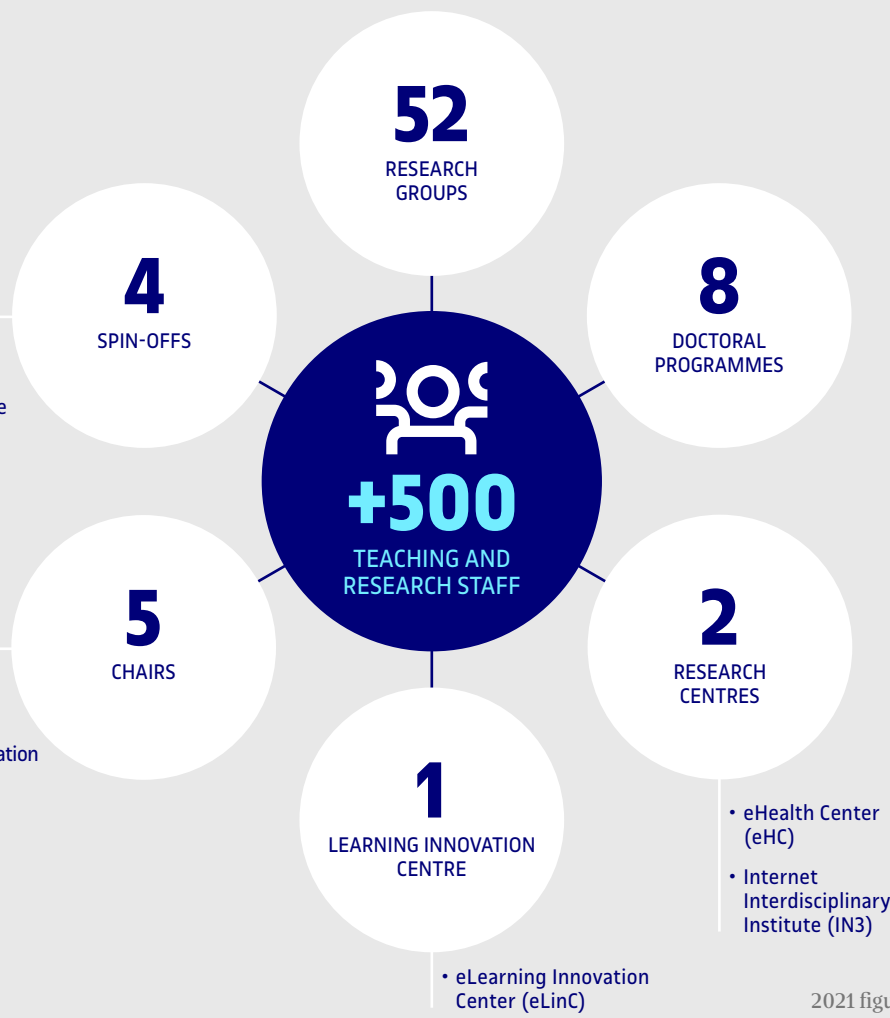 52
RESEARCH
GROUPS
4
SPIN-OFFS
8
DOCTORAL
PROGRAMMES
+500
TEACHING AND
RESEARCH STAFF
5
CHAIRS
2
RESEARCH
CENTRES
1
LEARNING INNOVATION
CENTRE
• eHealth Center
(eHC)
• Internet
Interdisciplinary
Institute (IN3)
• eLearning Innovation
Center (eLinC)
2021